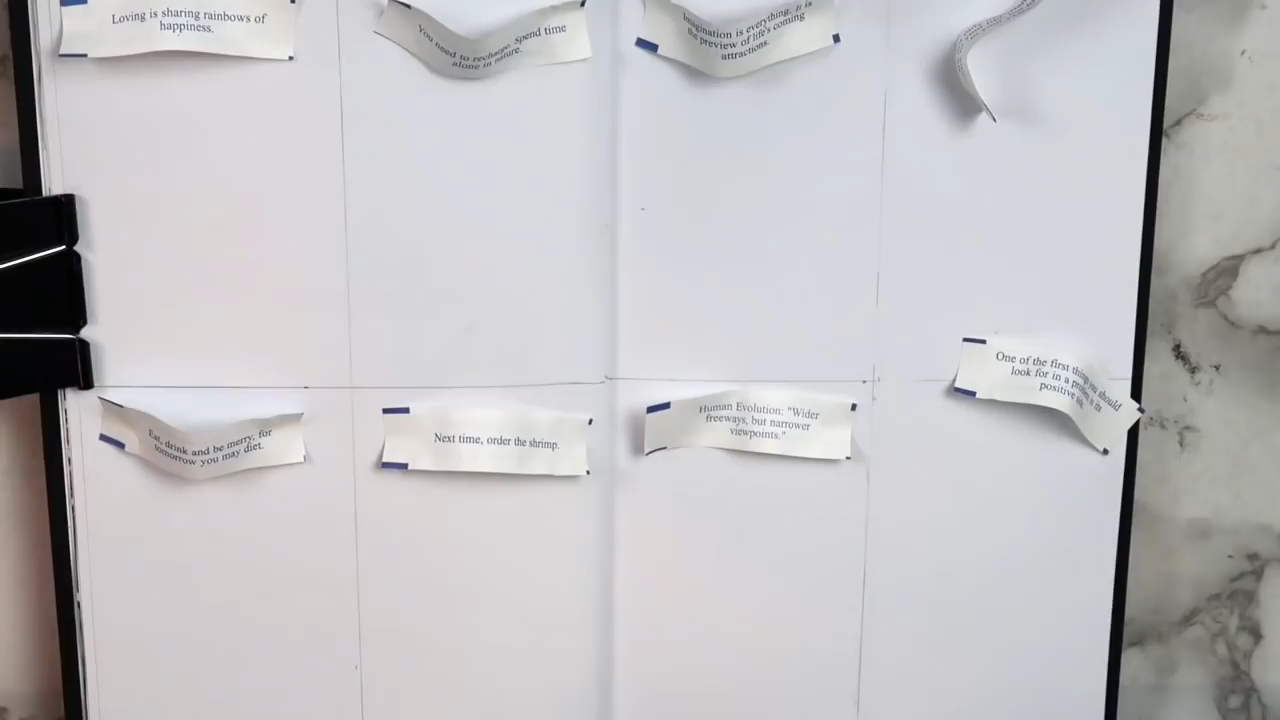 Loving is sharing rainbows of
happiness.
You need to recharge. Spend time
alone in nature.
Imagination is everything. It is
the preview of life's coming
attractions.
Eat, drink and be merry, for
tomorrow you may diet.
Next time, order the shrimp.
Human Evolution: "Wider
freeways, but narrower
viewpoints."
One of the first things you should
look for in a problem is its
positive side.